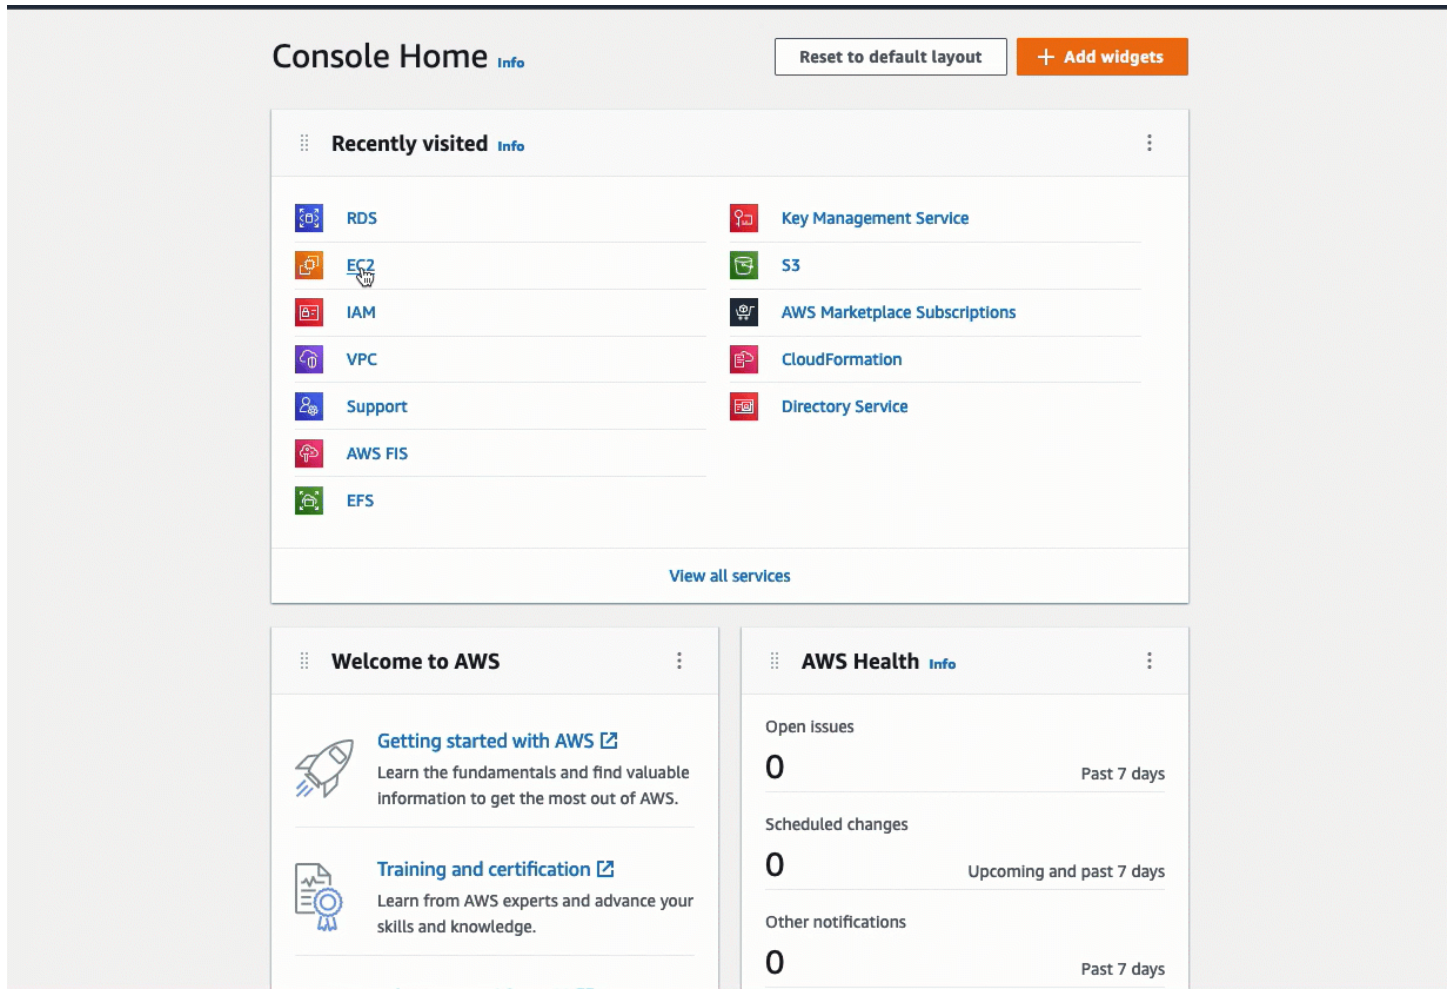 Console Home Info
Reset to default layout
+ Add widgets
Recently visited Info
RDS
EC2
IAM
VPC
Support
AWS FIS
EFS
Key Management Service
S3
AWS Marketplace Subscriptions
CloudFormation
Directory Service
View all services
Welcome to AWS
Getting started with AWS
Learn the fundamentals and find valuable
information to get the most out of AWS.
Training and certification
Learn from AWS experts and advance your
skills and knowledge.
AWS Health Info
Open issues
0 Past 7 days
Scheduled changes
0 Upcoming and past 7 days
Other notifications
0 Past 7 days